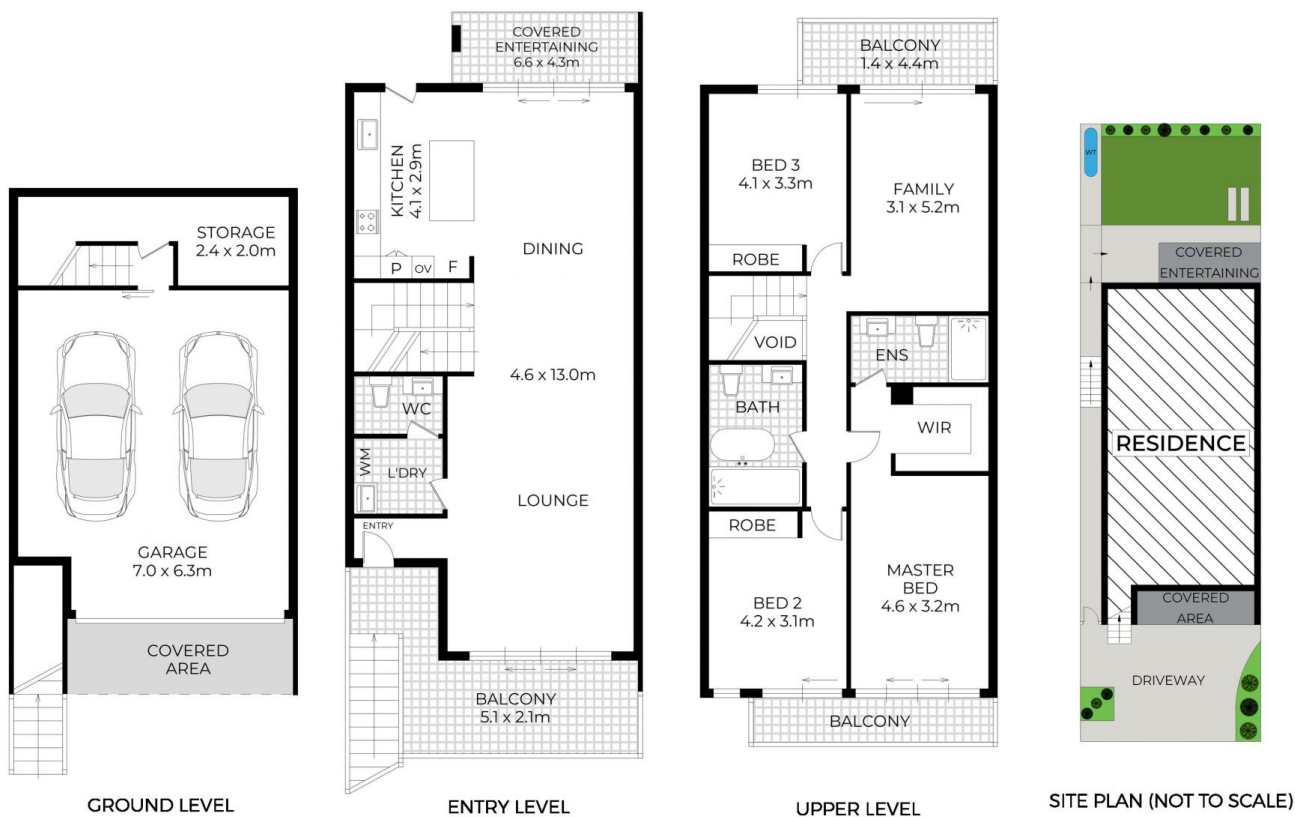 STORAGE
2.4 x 2.0m
GARAGE
7.0 x 6.3m
COVERED
AREA
GROUND LEVEL
COVERED
ENTERTAINING
6.6 x 4.3m
KITCHEN
4.1 x 2.9m
P
OV
F
DINING
4.6 x 13.0m
WC
WM
L'DRY
LOUNGE
ENTRY
BALCONY
5.1 x 2.1m
ENTRY LEVEL
BALCONY
1.4 x 4.4m
BED 3
4.1 x 3.3m
FAMILY
3.1 x 5.2m
ROBE
VOID
ENS
BATH
WIR
ROBE
BED 2
4.2 x 3.1m
MASTER
BED
4.6 x 3.2m
BALCONY
UPPER LEVEL
WT
COVERED
ENTERTAINING
RESIDENCE
COVERED
AREA
DRIVEWAY
SITE PLAN (NOT TO SCALE)